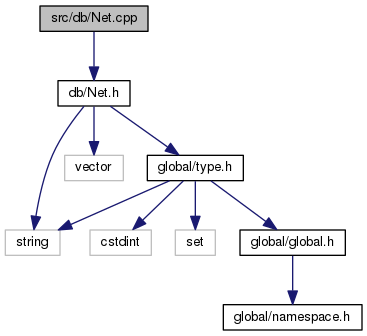 src/db/Net.cpp
db/Net.h
vector
global/type.h
string
cstdint
set
global/global.h
global/namespace.h